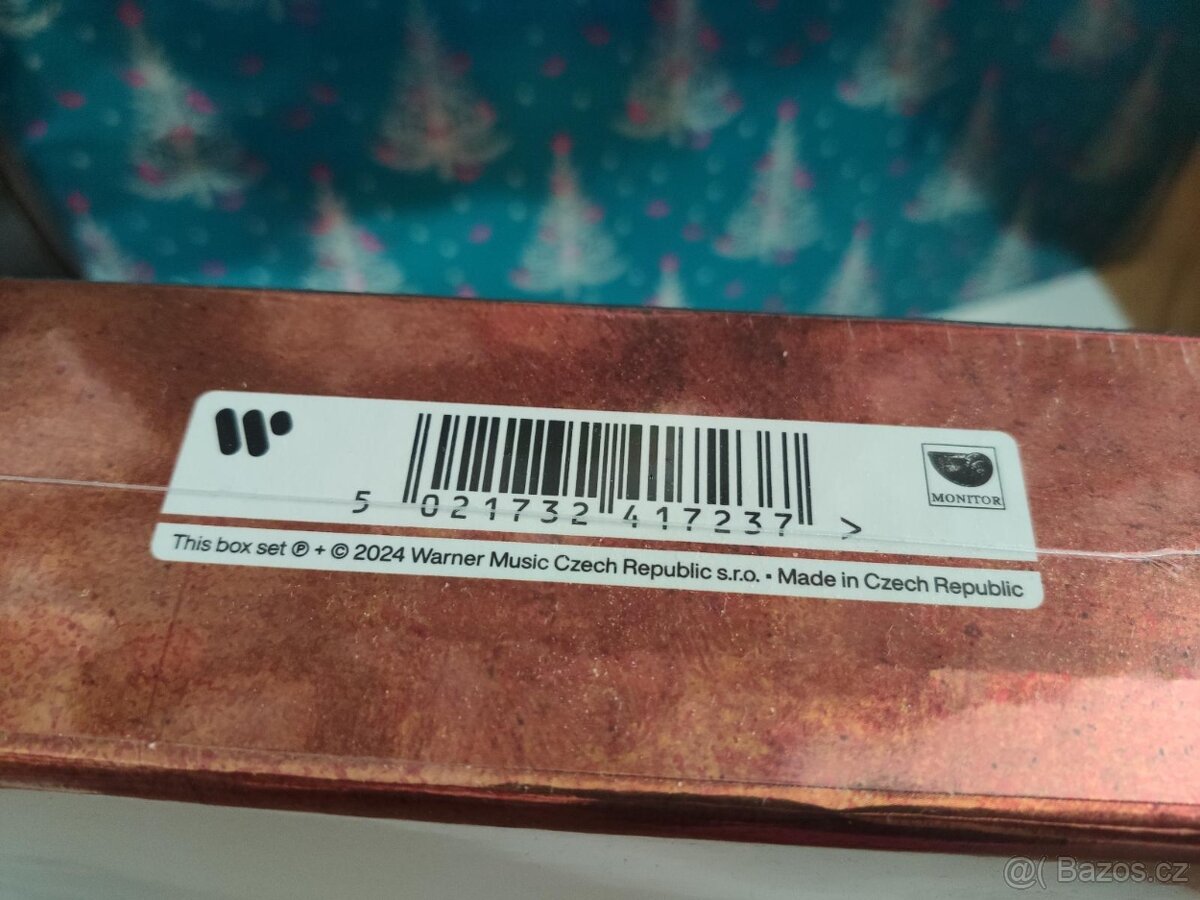 5 021732 417237 >
MONITOR
This box set ℗ + © 2024 Warner Music Czech Republic s.r.o. • Made in Czech Republic
@( Bazos.cz